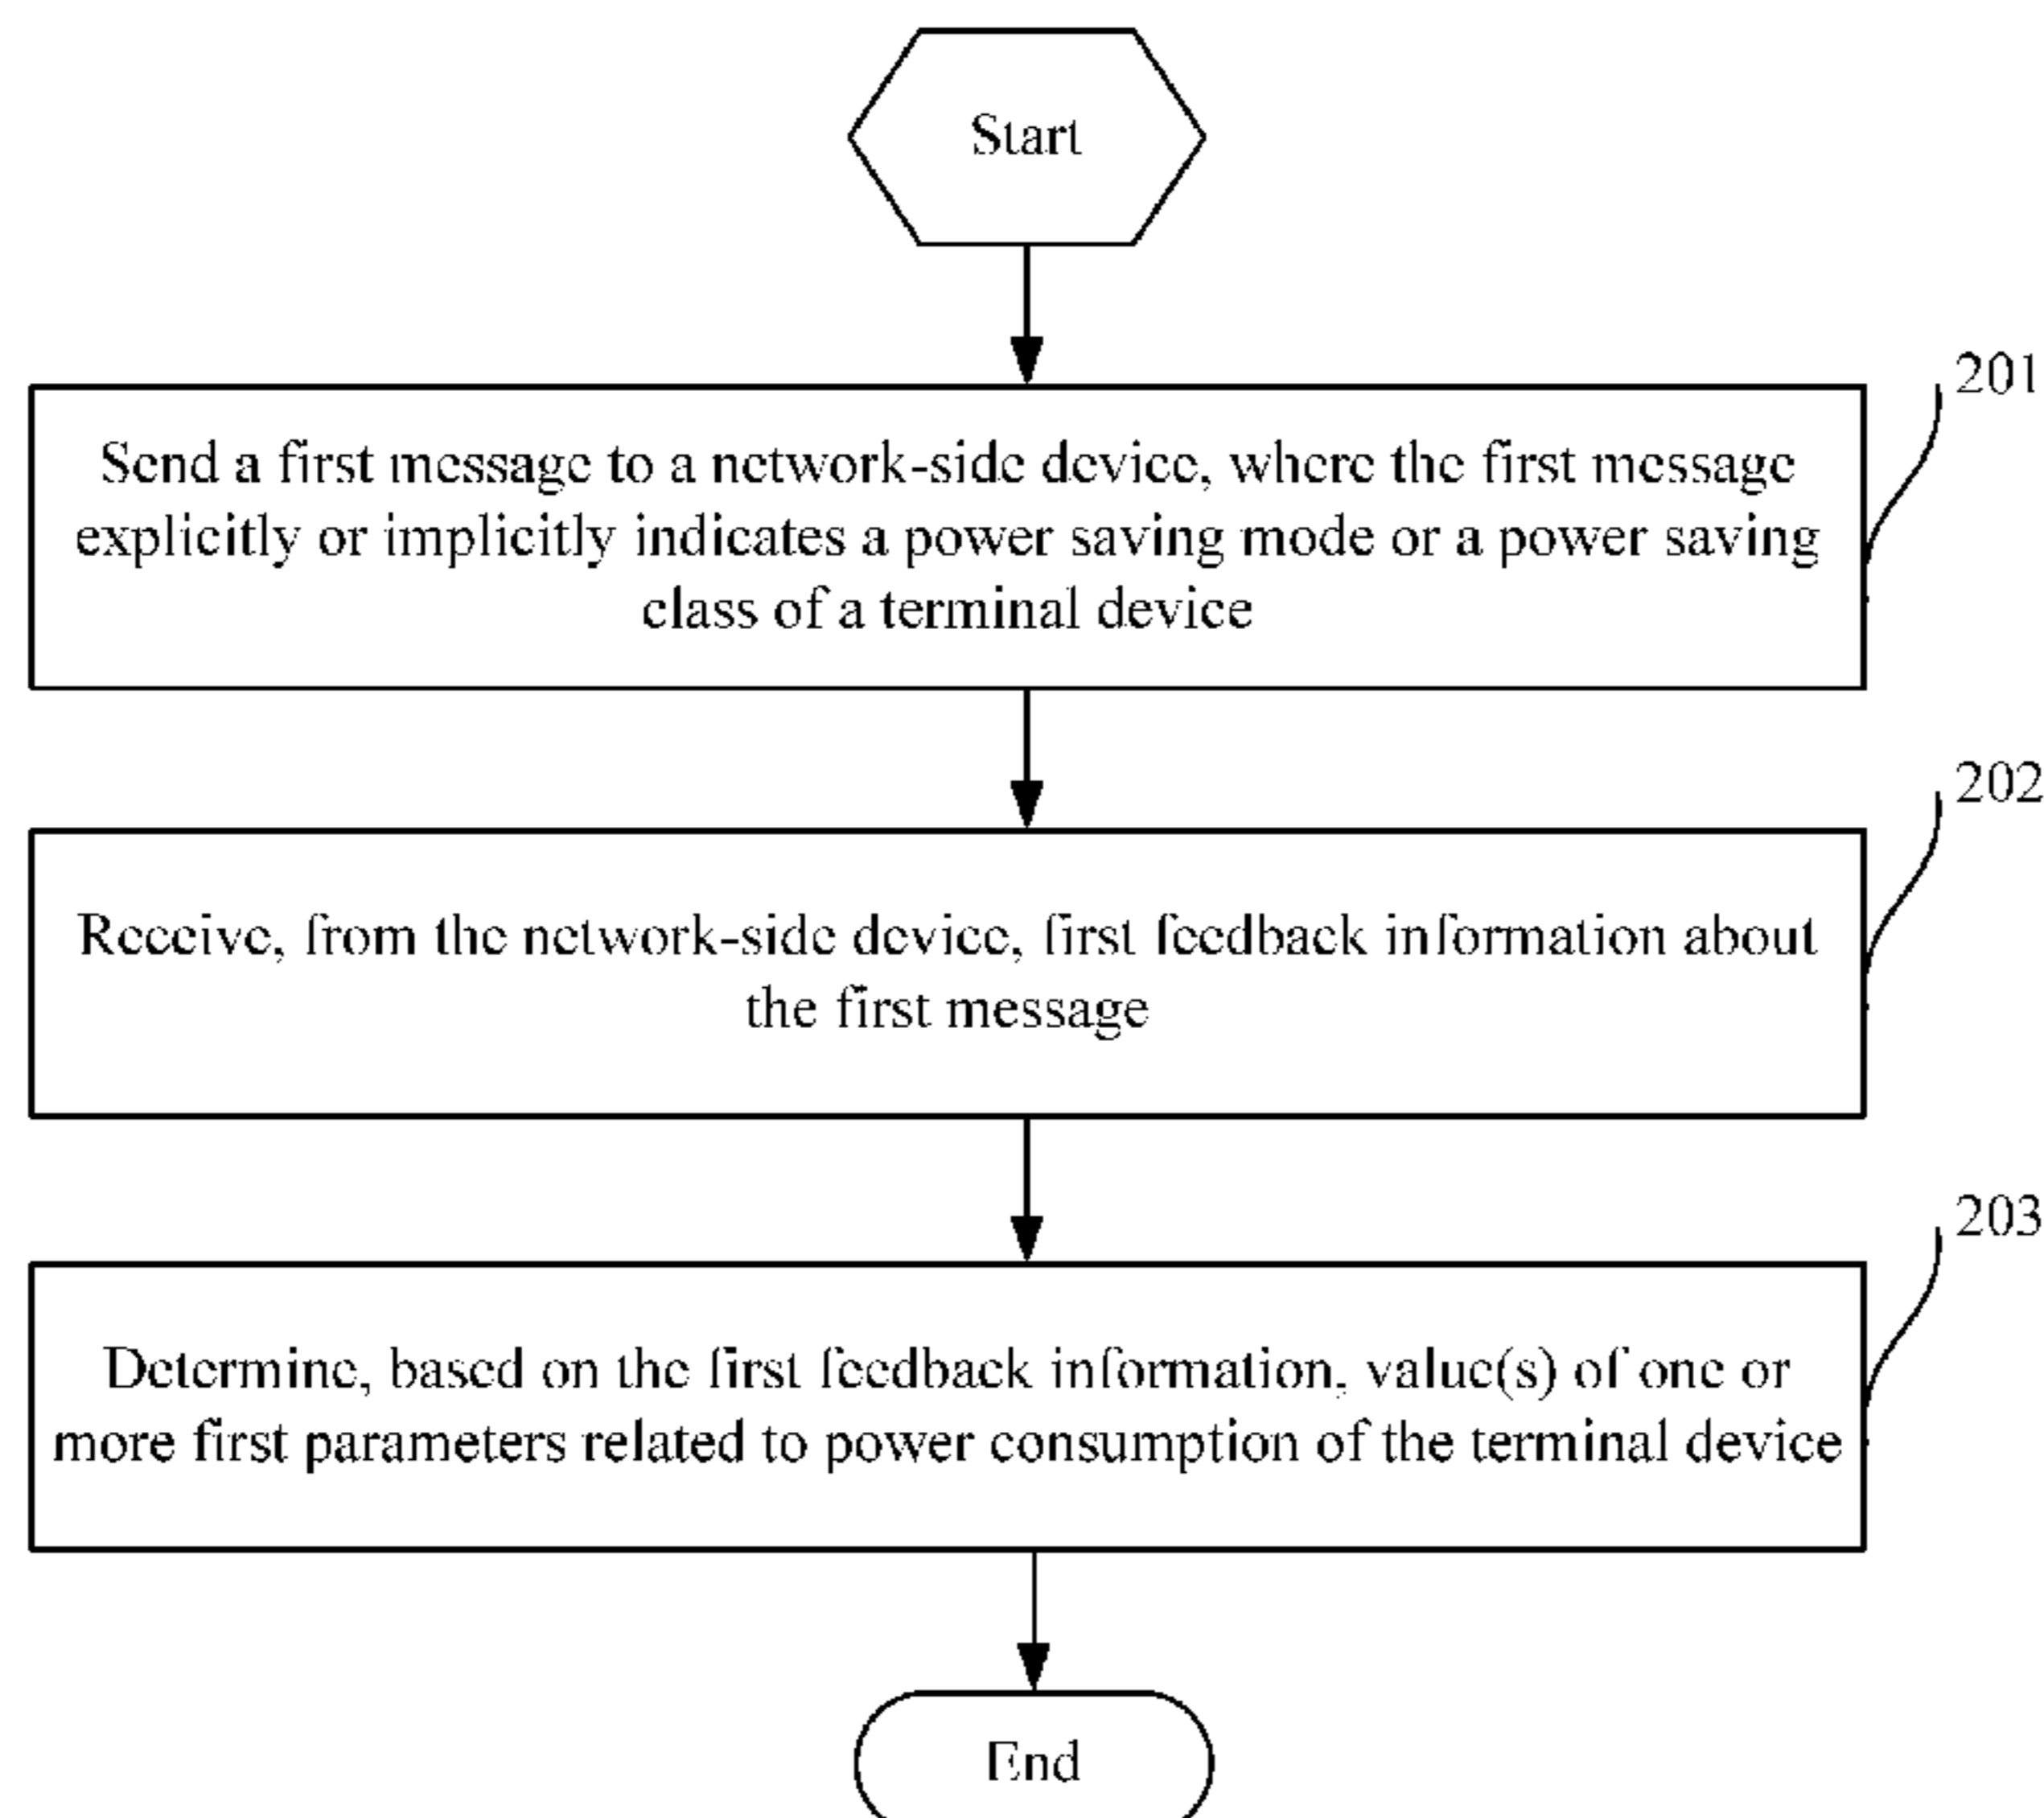 Start
201
Send a first message to a network-side device, where the first message
explicitly or implicitly indicates a power saving mode or a power saving
class of a terminal device
202
Receive, from the network-side device, first feedback information about
the first message
203
Determine, based on the first feedback information, value(s) of one or
more first parameters related to power consumption of the terminal device
End